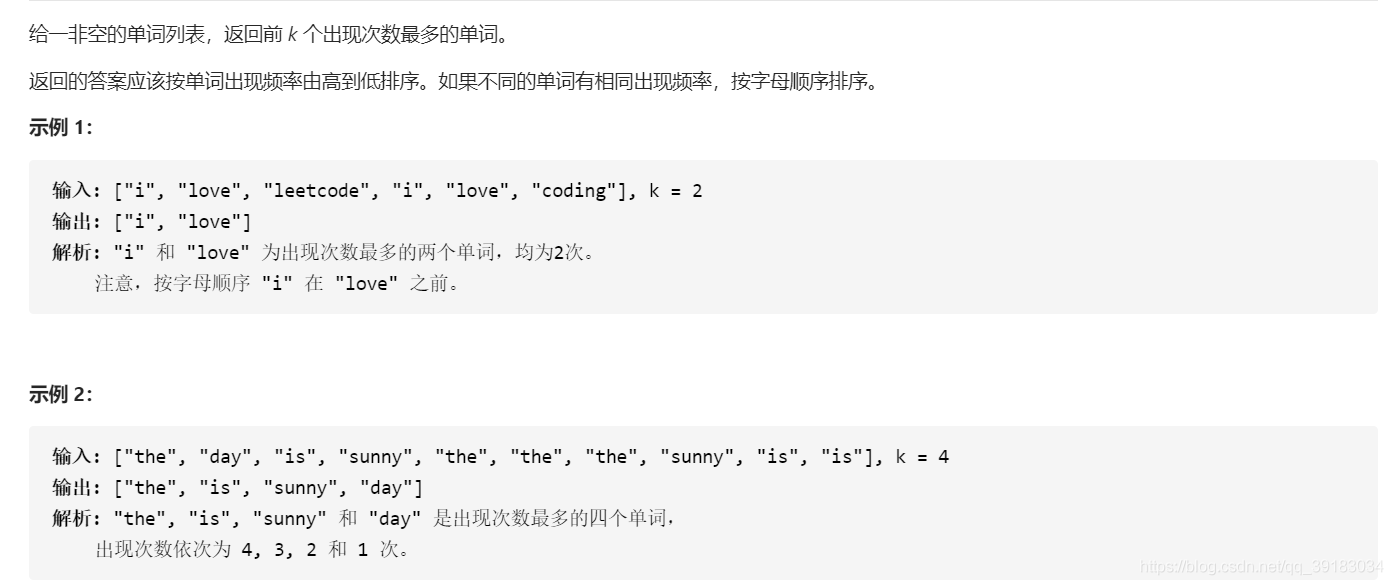 给一非空的单词列表，返回前 k 个出现次数最多的单词。
返回的答案应该按单词出现频率由高到低排序。如果不同的单词有相同出现频率，按字母顺序排序。
示例 1：
输入: ["i", "love", "leetcode", "i", "love", "coding"], k = 2
输出: ["i", "love"]
解析: "i" 和 "love" 为出现次数最多的两个单词，均为2次。
注意，按字母顺序 "i" 在 "love" 之前。
示例 2：
输入: ["the", "day", "is", "sunny", "the", "the", "the", "sunny", "is", "is"], k = 4
输出: ["the", "is", "sunny", "day"]
解析: "the", "is", "sunny" 和 "day" 是出现次数最多的四个单词，
出现次数依次为 4, 3, 2 和 1 次。
https://blog.csdn.net/qq_39183034